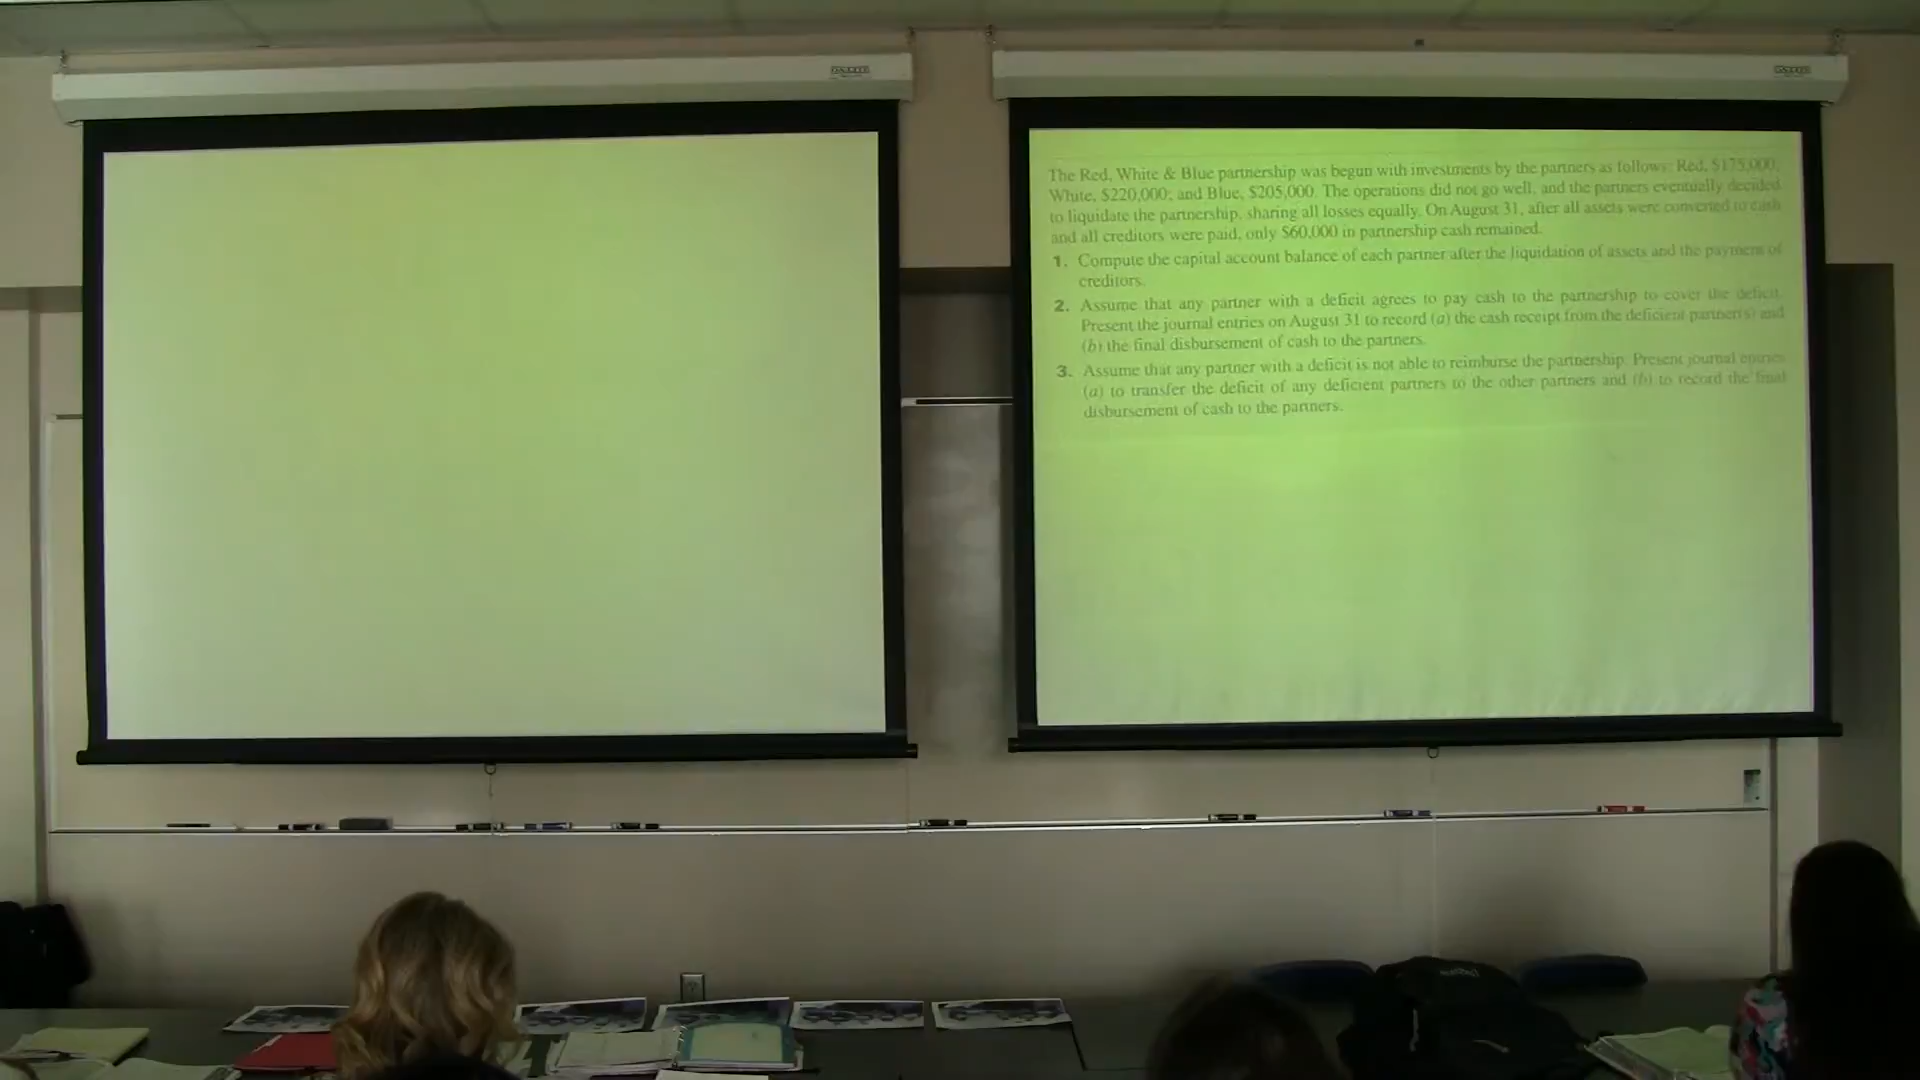 The Red, White & Blue partnership was begun with investments by the partners as follows: Red, $175,000;
White, $220,000; and Blue, $205,000. The operations did not go well, and the partners eventually decided
to liquidate the partnership, sharing all losses equally. On August 31, after all assets were converted to cash
and all creditors were paid, only $60,000 in partnership cash remained.
1. Compute the capital account balance of each partner after the liquidation of assets and the payment of
creditors.
2. Assume that any partner with a deficit agrees to pay cash to the partnership to cover the deficit.
Present the journal entries on August 31 to record (a) the cash receipt from the deficient partner(s) and
(b) the final disbursement of cash to the partners.
3. Assume that any partner with a deficit is not able to reimburse the partnership. Present journal entries
(a) to transfer the deficit of any deficient partners to the other partners and (b) to record the final
disbursement of cash to the partners.